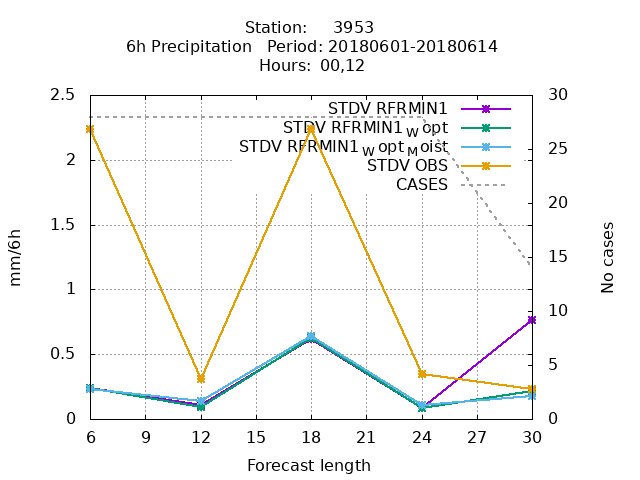 Station: 3953
6h Precipitation Period: 20180601-20180614
Hours: 00,12
STDV RFRMIN1
STDV RFRMIN1_W opt
STDV RFRMIN1_W opt_M oist
STDV OBS
CASES
2.5
2
1.5
1
0.5
0
30
25
20
15
10
5
0
mm/6h
No cases
6 9 12 15 18 21 24 27 30
Forecast length